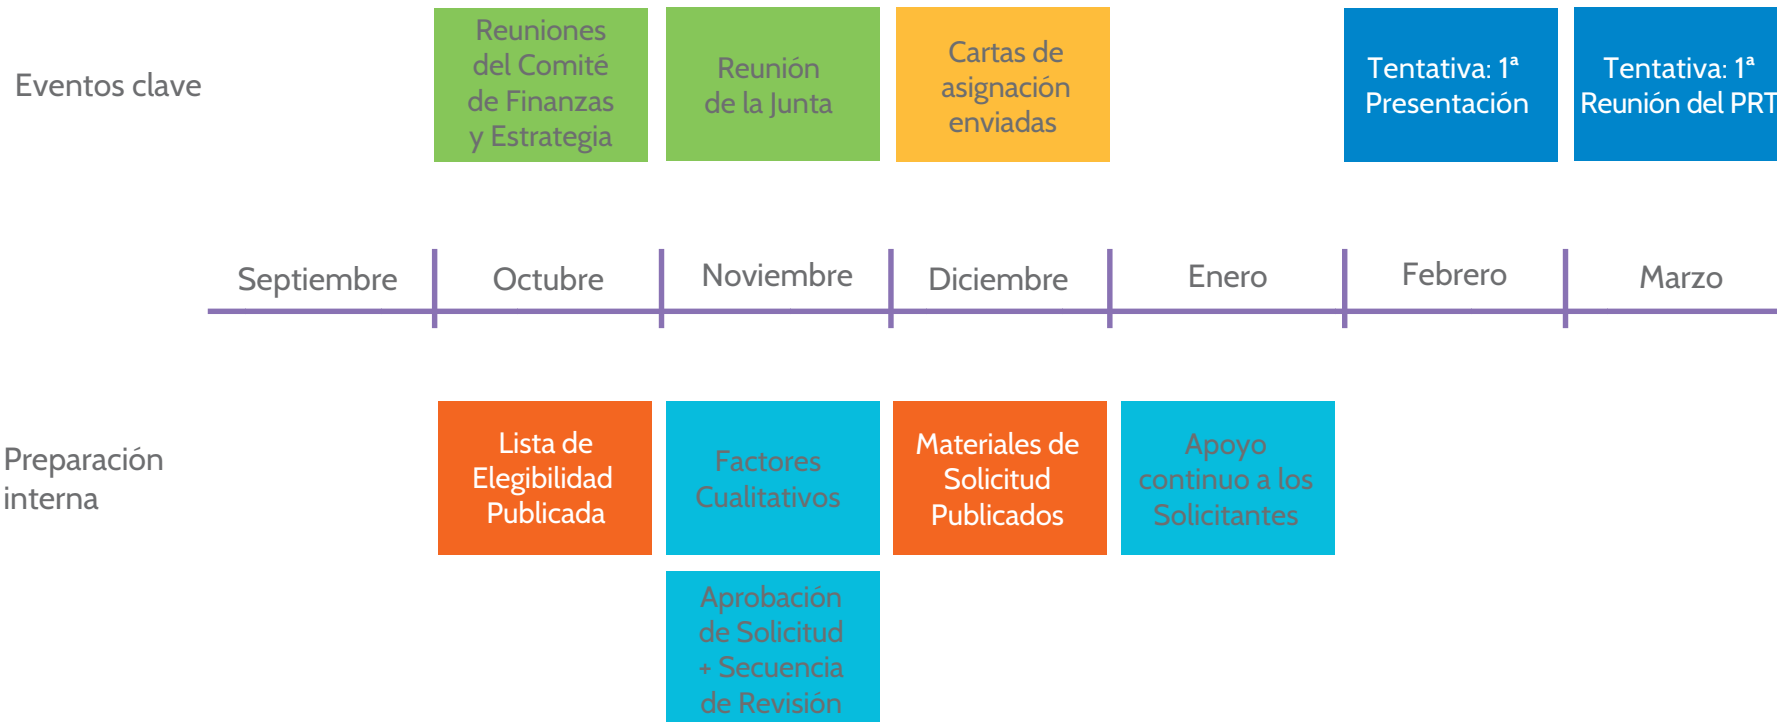 Eventos clave
Reuniones
del Comité
de Finanzas
y Estrategia
Reunión
de la Junta
Cartas de
asignación
enviadas
Tentativa: 1ª
Presentación
Tentativa: 1ª
Reunión del PRT
Septiembre
Octubre
Noviembre
Diciembre
Enero
Febrero
Marzo
Preparación
interna
Lista de
Elegibilidad
Publicada
Factores
Cualitativos
Materiales de
Solicitud
Publicados
Apoyo
continuo a los
Solicitantes
Aprobación
de Solicitud
+ Secuencia
de Revisión